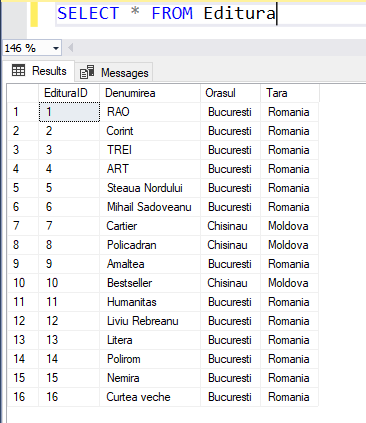 SELECT * FROM Editura
146 %
Results Messages
EdituraID Denumirea Orasul Tara
1 1 RAO Bucuresti Romania
2 2 Corint Bucuresti Romania
3 3 TREI Bucuresti Romania
4 4 ART Bucuresti Romania
5 5 Steaua Nordului Bucuresti Romania
6 6 Mihail Sadoveanu Bucuresti Romania
7 7 Cartier Chisinau Moldova
8 8 Policadran Chisinau Moldova
9 9 Amaltea Bucuresti Romania
10 10 Bestseller Chisinau Moldova
11 11 Humanitas Bucuresti Romania
12 12 Liviu Rebreanu Bucuresti Romania
13 13 Litera Bucuresti Romania
14 14 Polirom Bucuresti Romania
15 15 Nemira Bucuresti Romania
16 16 Curtea veche Bucuresti Romania